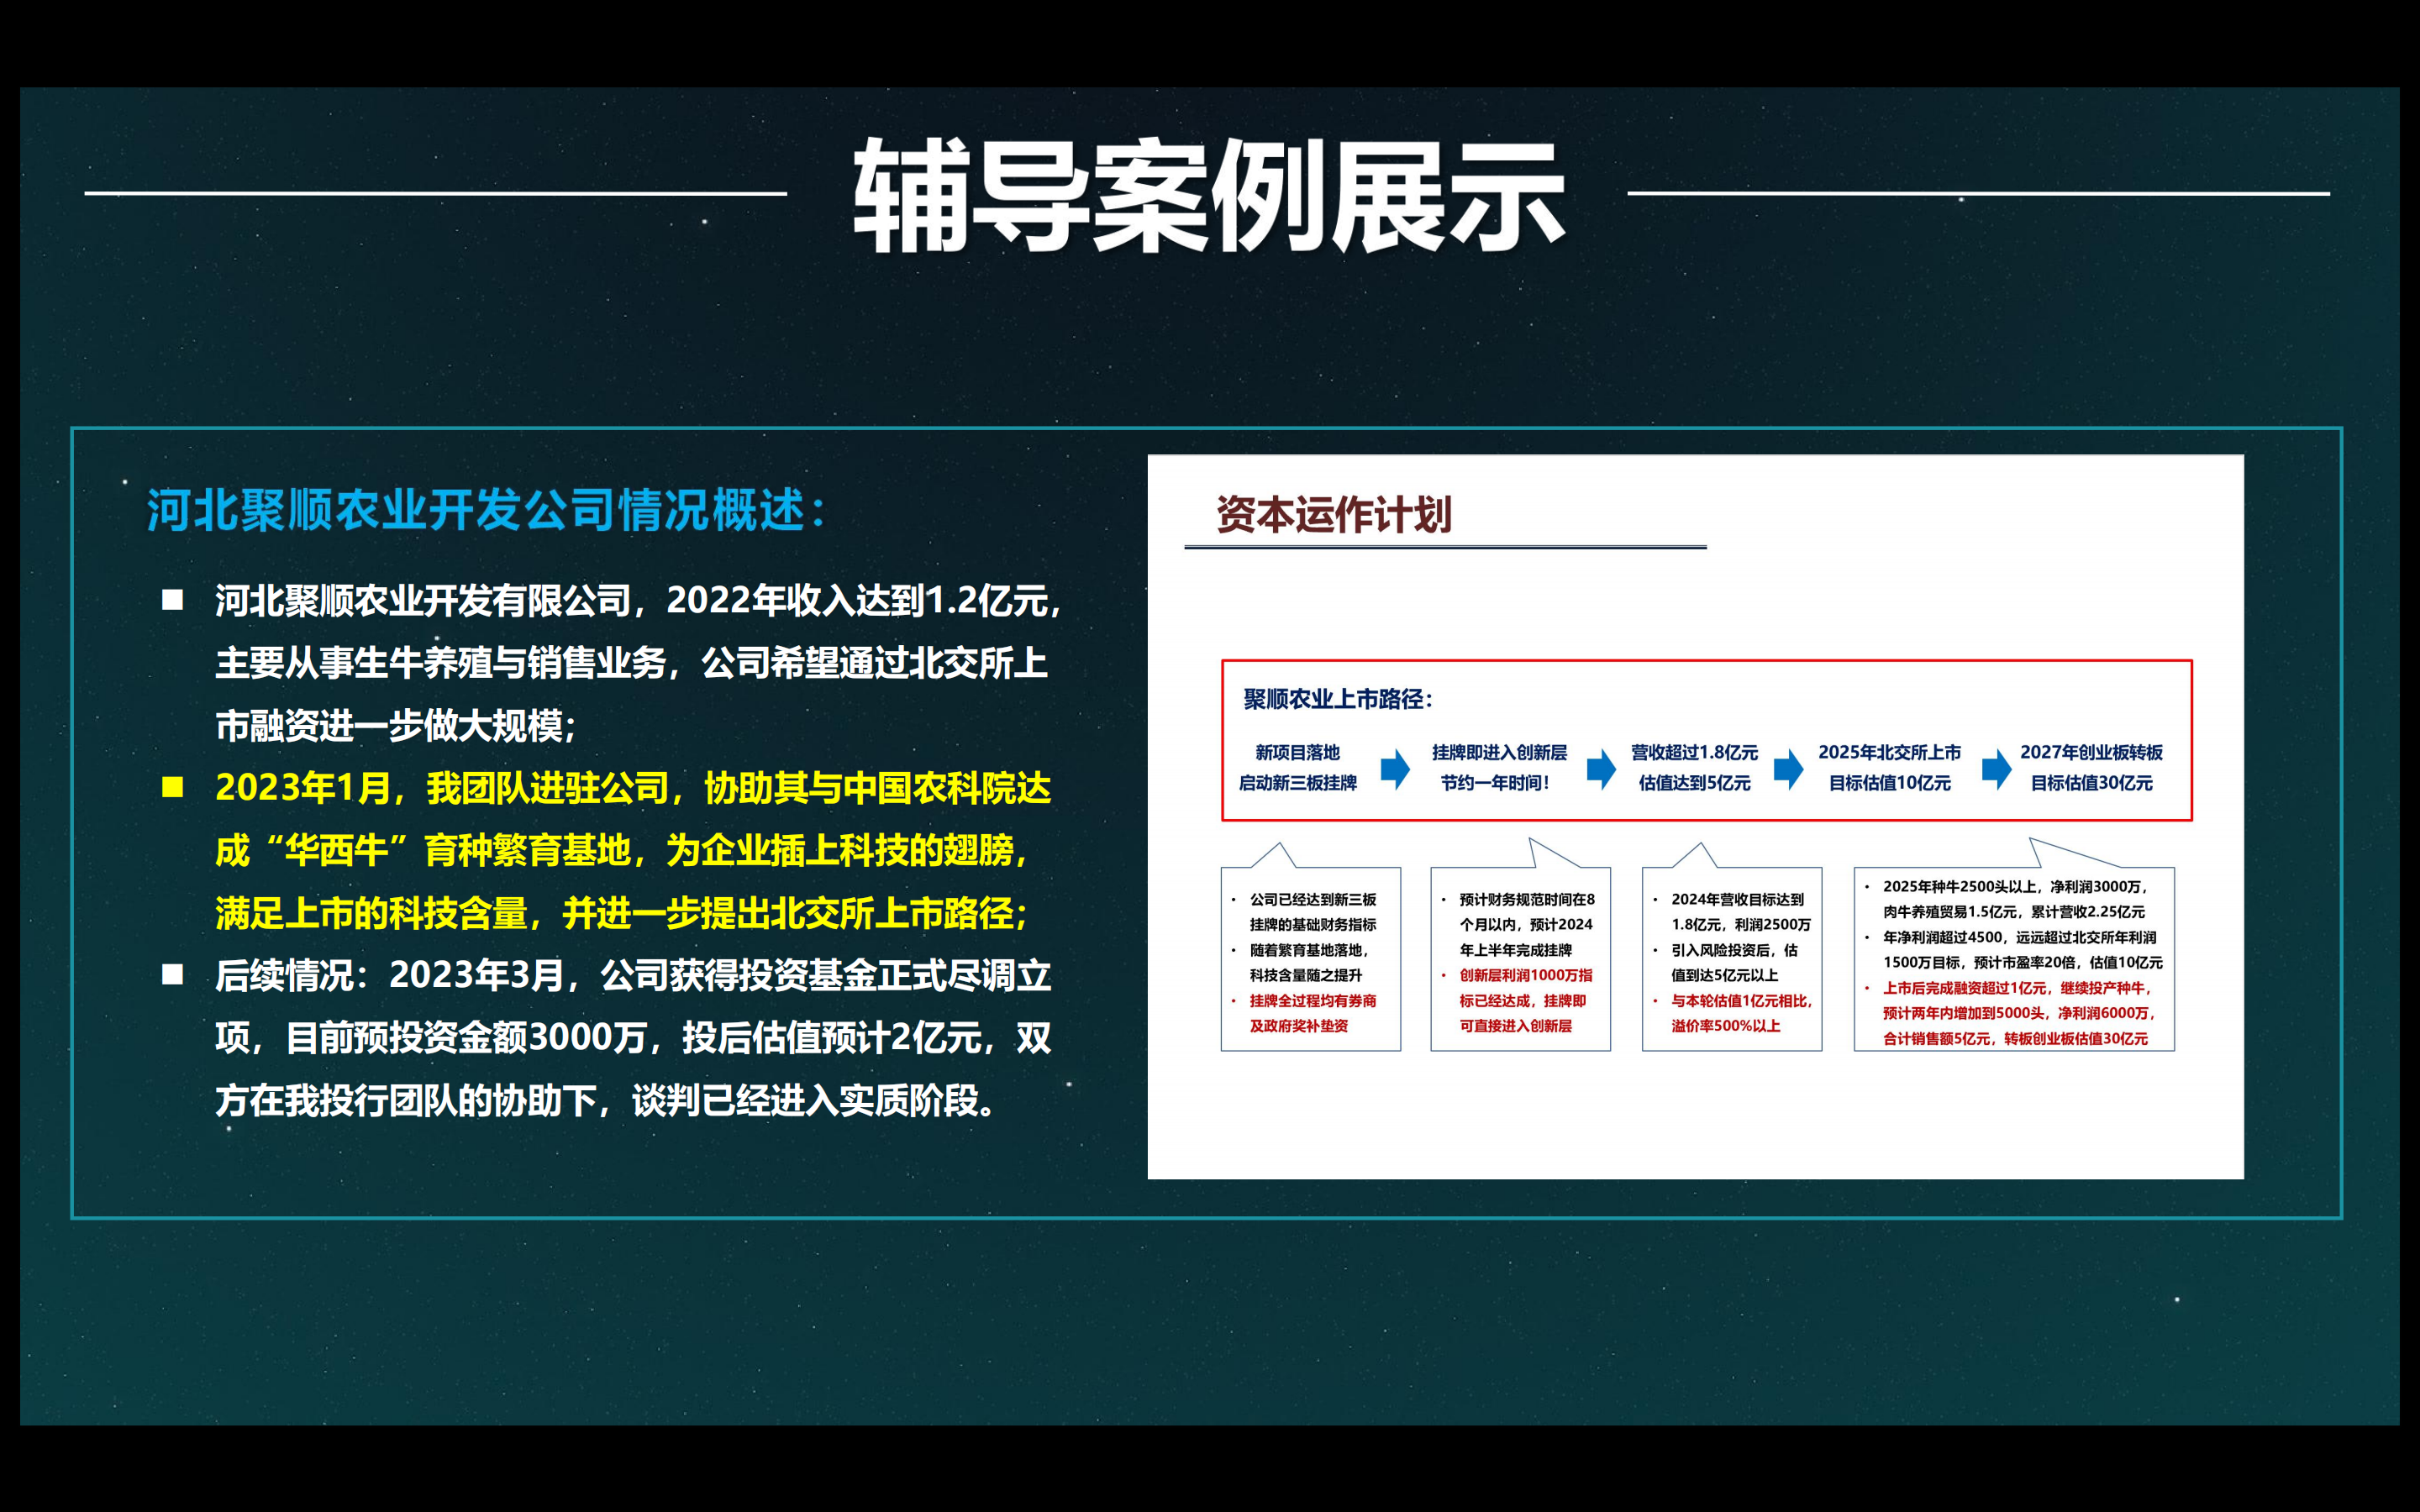 辅导案例展示
河北聚顺农业开发公司情况概述：
■ 河北聚顺农业开发有限公司，2022年收入达到1.2亿元，
主要从事生牛养殖与销售业务，公司希望通过北交所上
市融资进一步做大规模；
■ 2023年1月，我团队进驻公司，协助其与中国农科院达
成“华西牛”育种繁育基地，为企业插上科技的翅膀，
满足上市的科技含量，并进一步提出北交所上市路径；
■ 后续情况：2023年3月，公司获得投资基金正式尽调立
项，目前预投资金额3000万，投后估值预计2亿元，双
方在我投行团队的协助下，谈判已经进入实质阶段。
资本运作计划
聚顺农业上市路径：
新项目落地
启动新三板挂牌
挂牌即进入创新层
节约一年时间！
营收超过1.8亿元
估值达到5亿元
2025年北交所上市
目标估值10亿元
2027年创业板转板
目标估值30亿元
• 公司已经达到新三板
挂牌的基础财务指标
• 随着繁育基地落地，
科技含量随之提升
• 挂牌全过程均有券商
及政府奖补垫资
• 预计财务规范时间在8
个月以内，预计2024
年上半年完成挂牌
• 创新层利润1000万指
标已经达成，挂牌即
可直接进入创新层
• 2024年营收目标达到
1.8亿元，利润2500万
• 引入风险投资后，估
值到达5亿元以上
• 与本轮估值1亿元相比，
溢价率500%以上
• 2025年种牛2500头以上，净利润3000万，
肉牛养殖贸易1.5亿元，累计营收2.25亿元
• 年净利润超过4500，远远超过北交所年利润
1500万目标，预计市盈率20倍，估值10亿元
• 上市后完成融资超过1亿元，继续投产种牛，
预计两年内增加到5000头，净利润6000万，
合计销售额5亿元，转板创业板估值30亿元